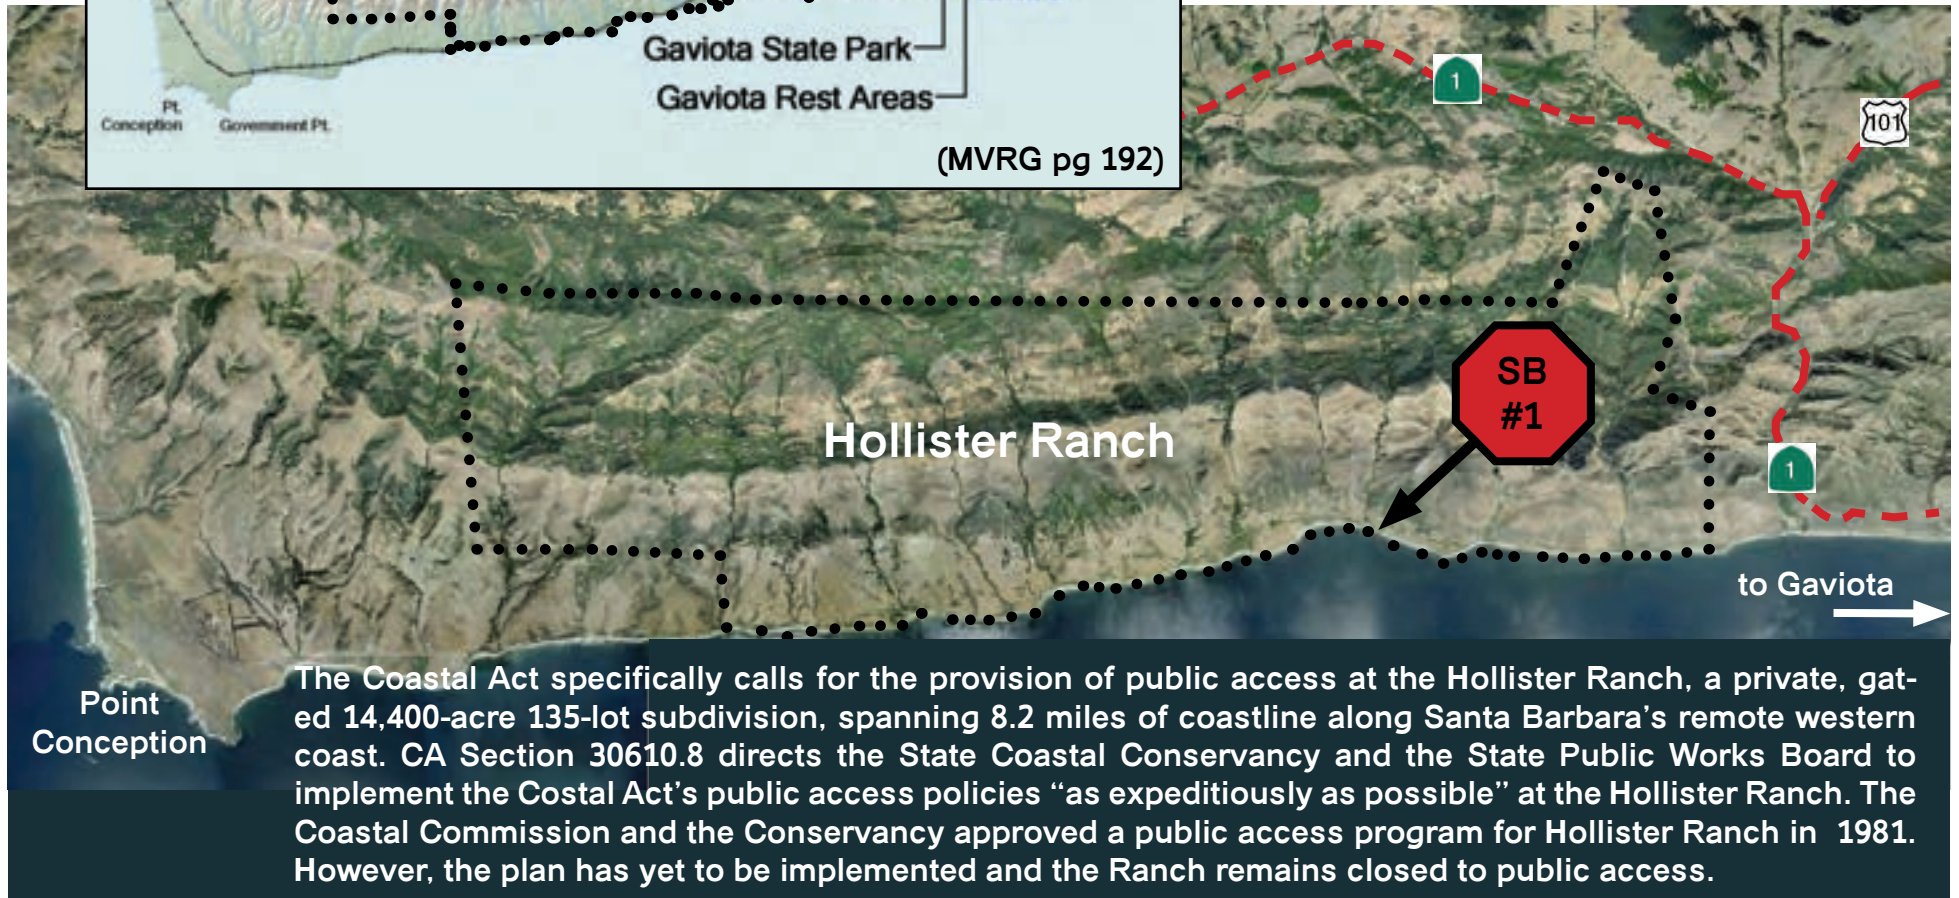 Gaviota State Park
Gaviota Rest Areas
Pt.
Conception
Government Pt.
(MVRG pg 192)
1
101
SB
#1
Hollister Ranch
1
to Gaviota
Point
Conception
The Coastal Act specifically calls for the provision of public access at the Hollister Ranch, a private, gat-
ed 14,400-acre 135-lot subdivision, spanning 8.2 miles of coastline along Santa Barbara's remote western
coast. CA Section 30610.8 directs the State Coastal Conservancy and the State Public Works Board to
implement the Costal Act's public access policies “as expeditiously as possible” at the Hollister Ranch. The
Coastal Commission and the Conservancy approved a public access program for Hollister Ranch in 1981.
However, the plan has yet to be implemented and the Ranch remains closed to public access.